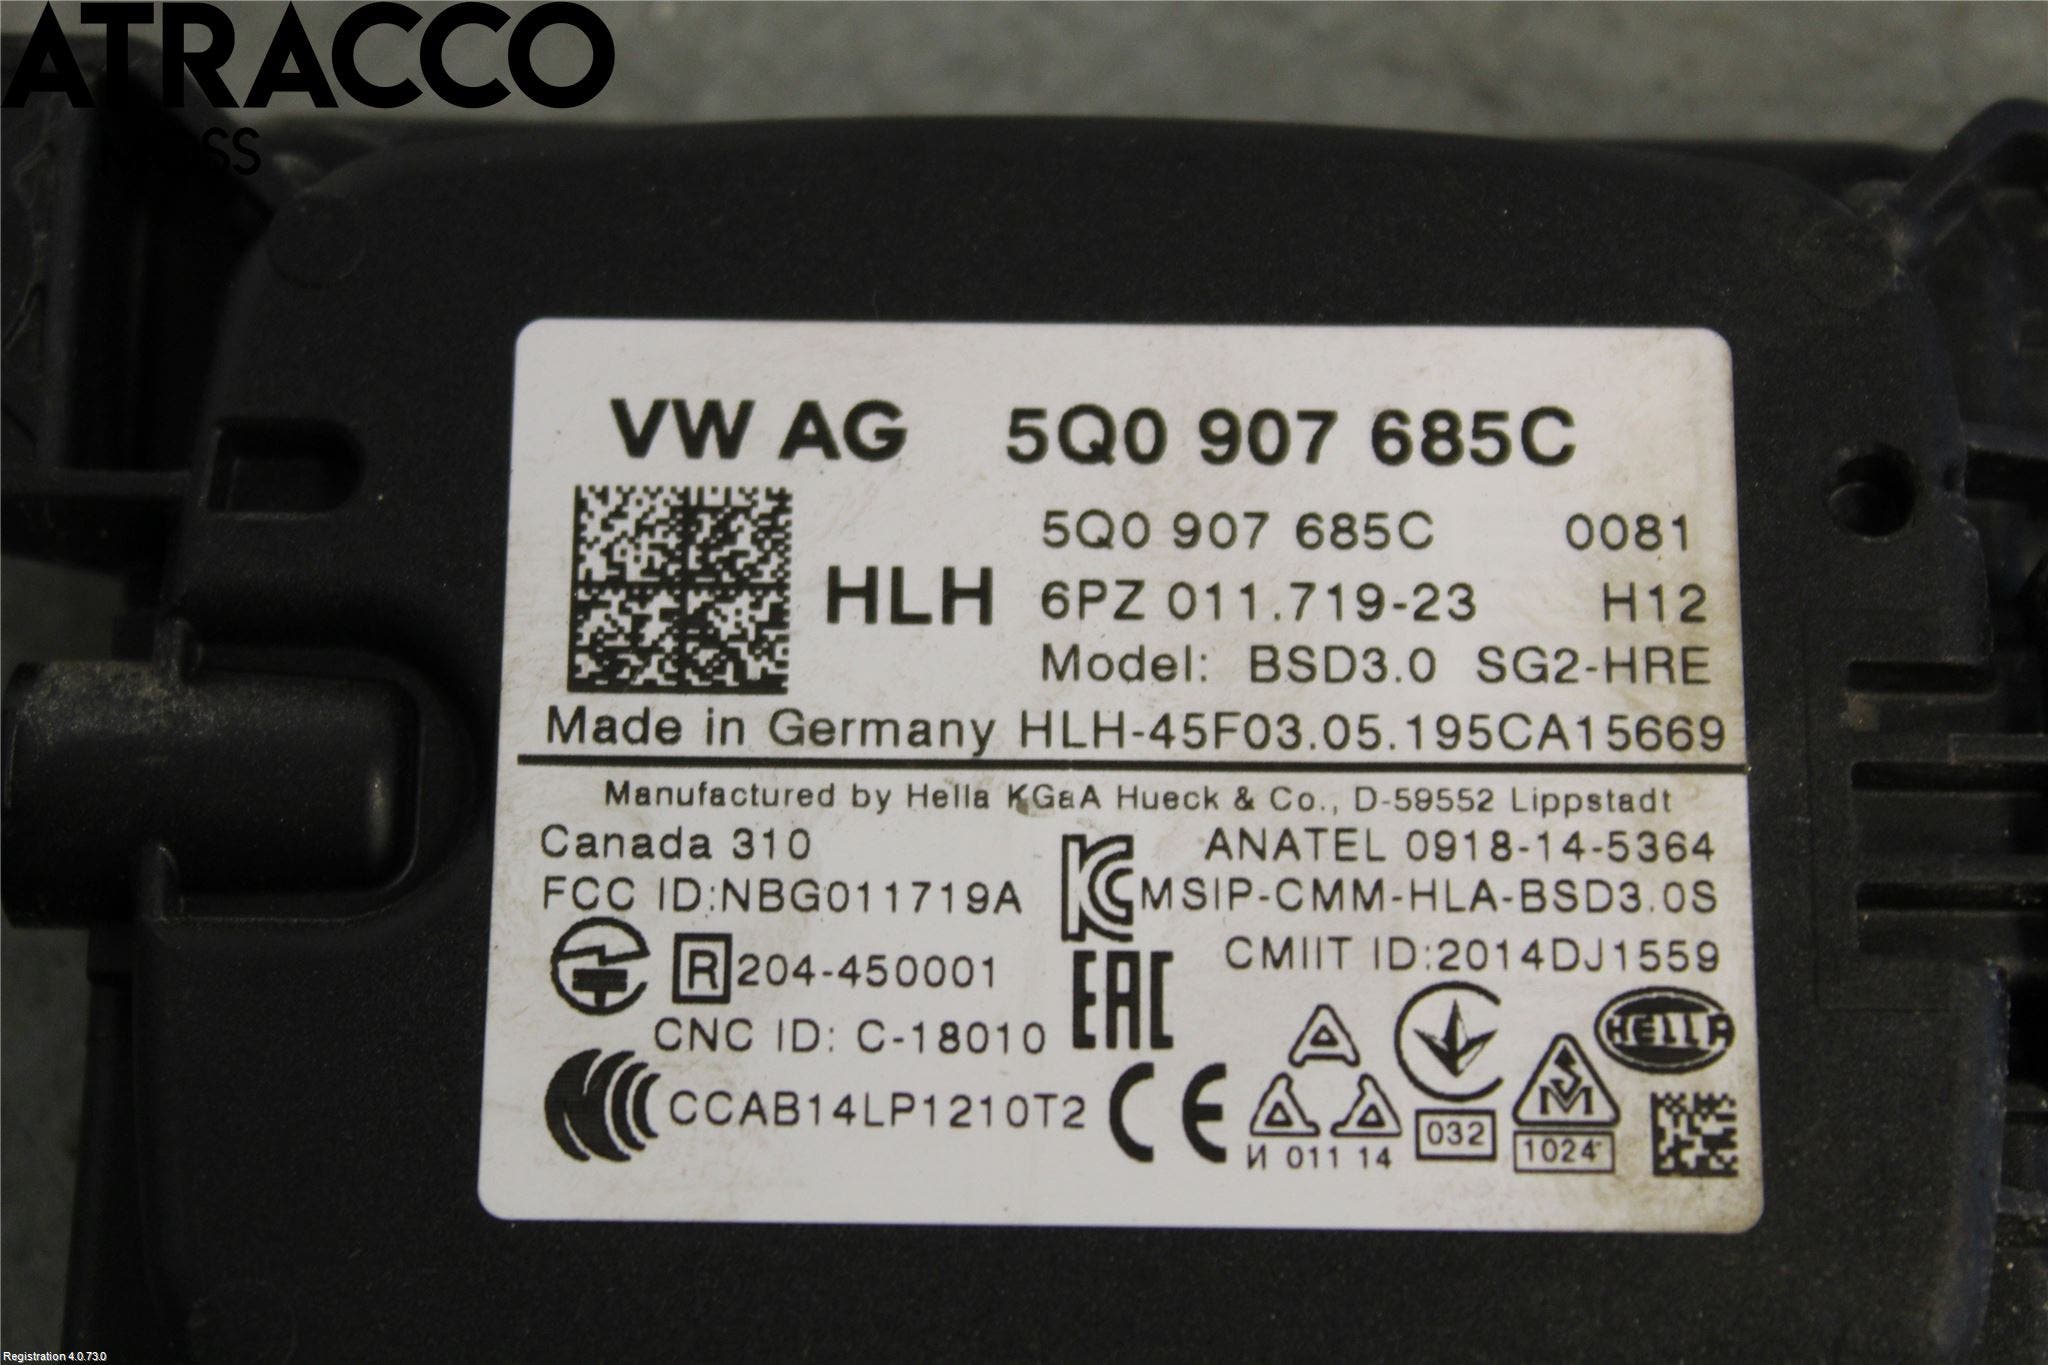 ATRACCO
MOSS
VW AG 5Q0 907 685C
5Q0 907 685C 0081
HLH 6PZ 011.719-23 H12
Model: BSD3.0 SG2-HRE
Made in Germany HLH-45F03.05.195CA15669
Manufactured by Hella KGaA Hueck & Co., D-59552 Lippstadt
Canada 310 ANATEL 0918-14-5364
FCC ID:NBG011719A MSIP-CMM-HLA-BSD3.0S
R 204-450001 CMIIT ID:2014DJ1559
CNC ID: C-18010 EAC HELLA
CCAB14LP1210T2 CE
И 011 14 032 1024
Registration 4.0.73.0